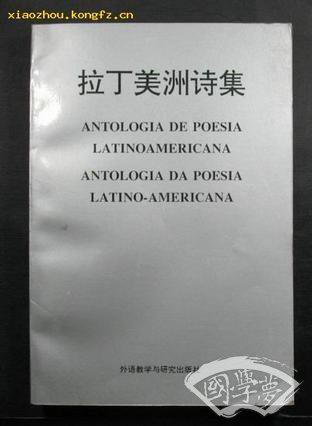 xiaozhou.kongfz.cn
拉丁美洲诗集
ANTOLOGIA DE POESIA
LATINOAMERICANA
ANTOLOGIA DA POESIA
LATINO-AMERICANA
外语教学与研究出版社
國學夢